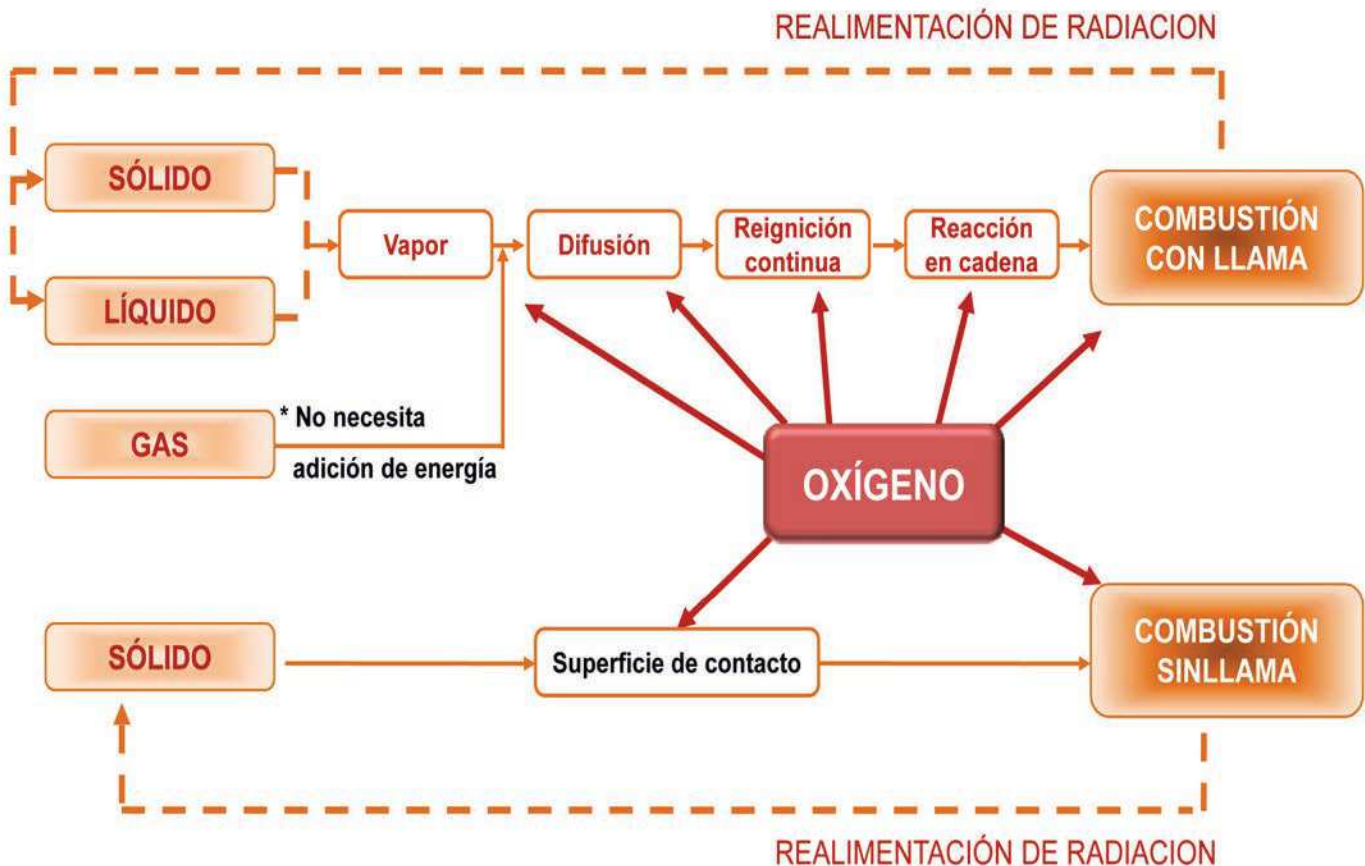 REALIMENTACIÓN DE RADIACION
SÓLIDO
LÍQUIDO
Vapor
Difusión
Reignición
continua
Reacción
en cadena
COMBUSTIÓN
CON LLAMA
GAS
* No necesita
adición de energía
OXÍGENO
SÓLIDO
Superficie de contacto
COMBUSTIÓN
SINLLAMA
REALIMENTACIÓN DE RADIACION